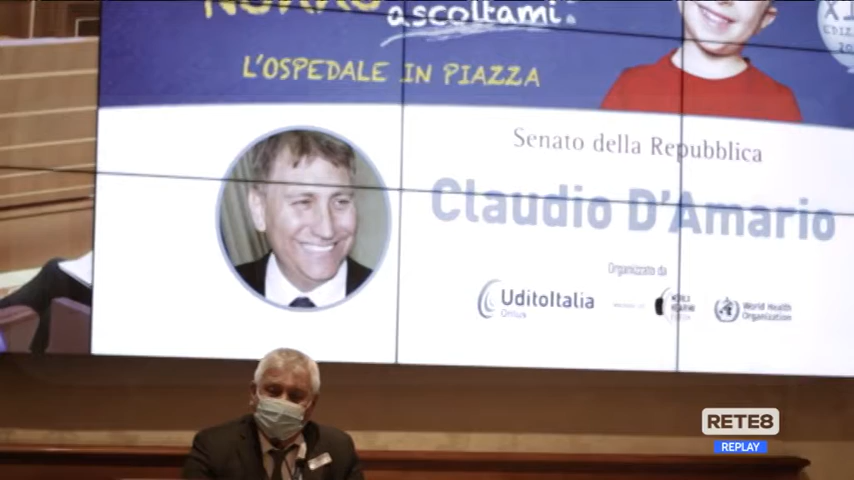 ascoltami.
L'OSPEDALE IN PIAZZA
Senato della Repubblica
Claudio D'Amario
Organizzato da
UditoItalia
Onlus
World Health
Organization
RETE8
REPLAY